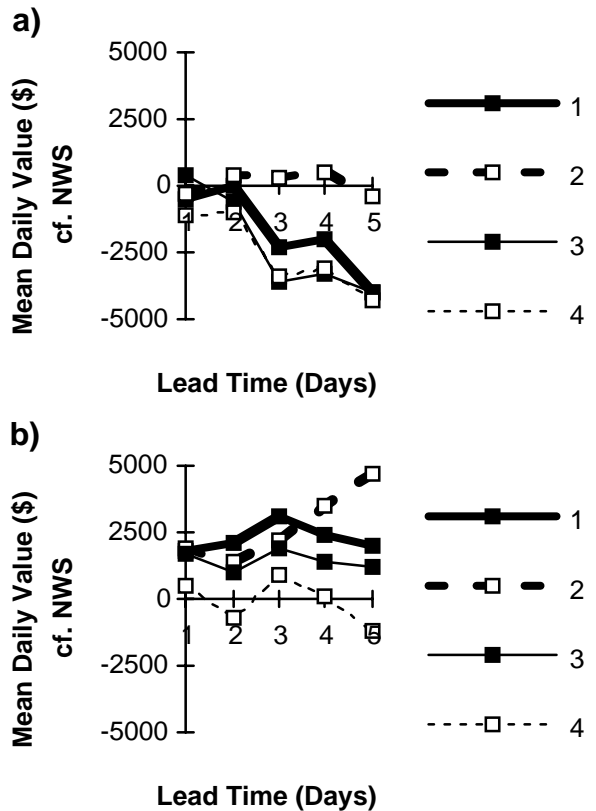 a)
Mean Daily Value ($)
cf. NWS
5000
2500
0
-2500
-5000
1 2 3 4 5
Lead Time (Days)
1
2
3
4
b)
Mean Daily Value ($)
cf. NWS
5000
2500
0
-2500
-5000
1 2 3 4 5
Lead Time (Days)
1
2
3
4